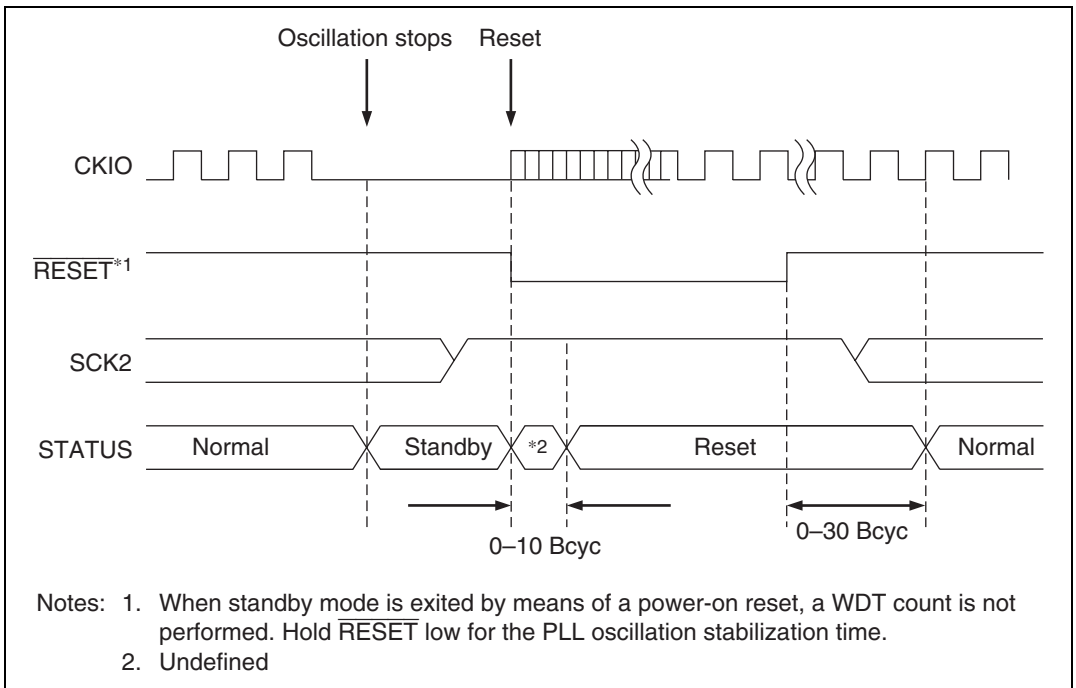 Oscillation stops Reset
CKIO
RESET*1
SCK2
STATUS Normal Standby *2 Reset Normal
0–10 Bcyc 0–30 Bcyc
Notes: 1. When standby mode is exited by means of a power-on reset, a WDT count is not
performed. Hold RESET low for the PLL oscillation stabilization time.
2. Undefined